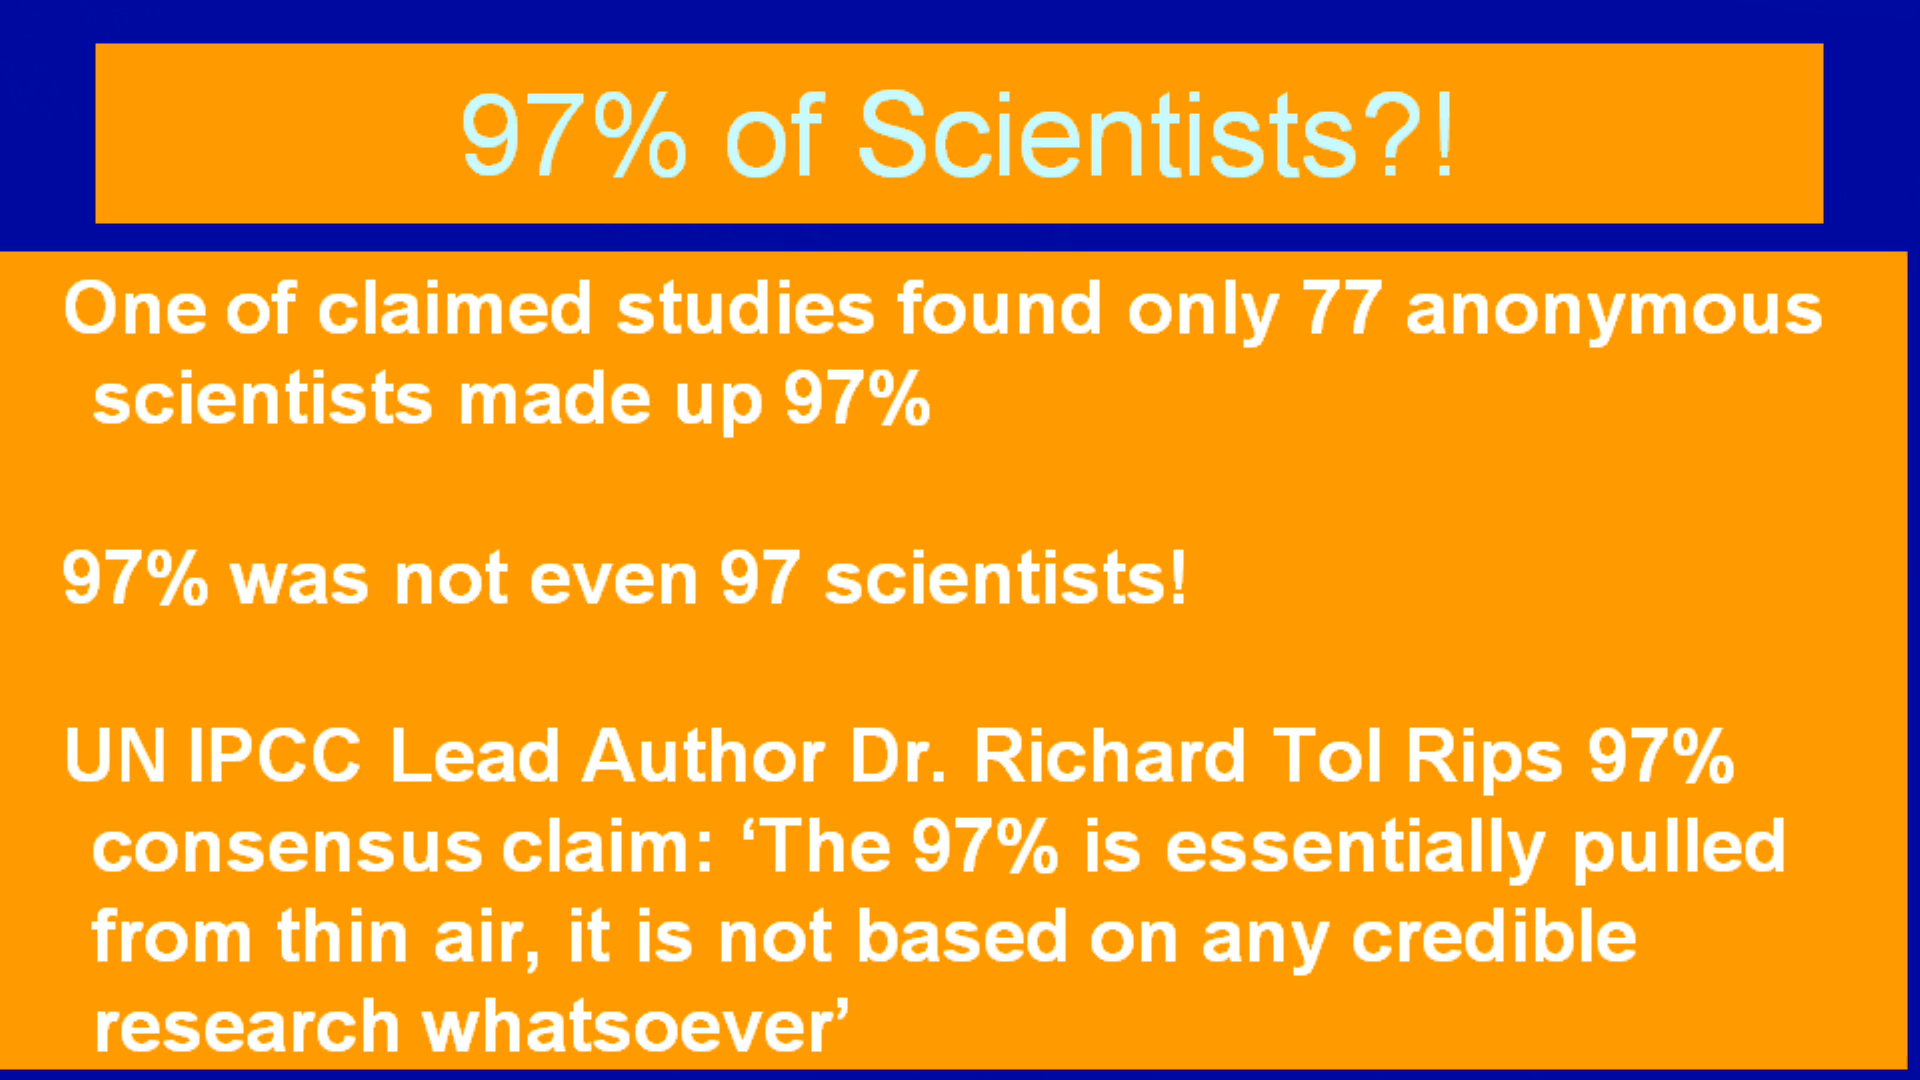 97% of Scientists?!
One of claimed studies found only 77 anonymous
scientists made up 97%
97% was not even 97 scientists!
UN IPCC Lead Author Dr. Richard Tol Rips 97%
consensus claim: ‘The 97% is essentially pulled
from thin air, it is not based on any credible
research whatsoever’